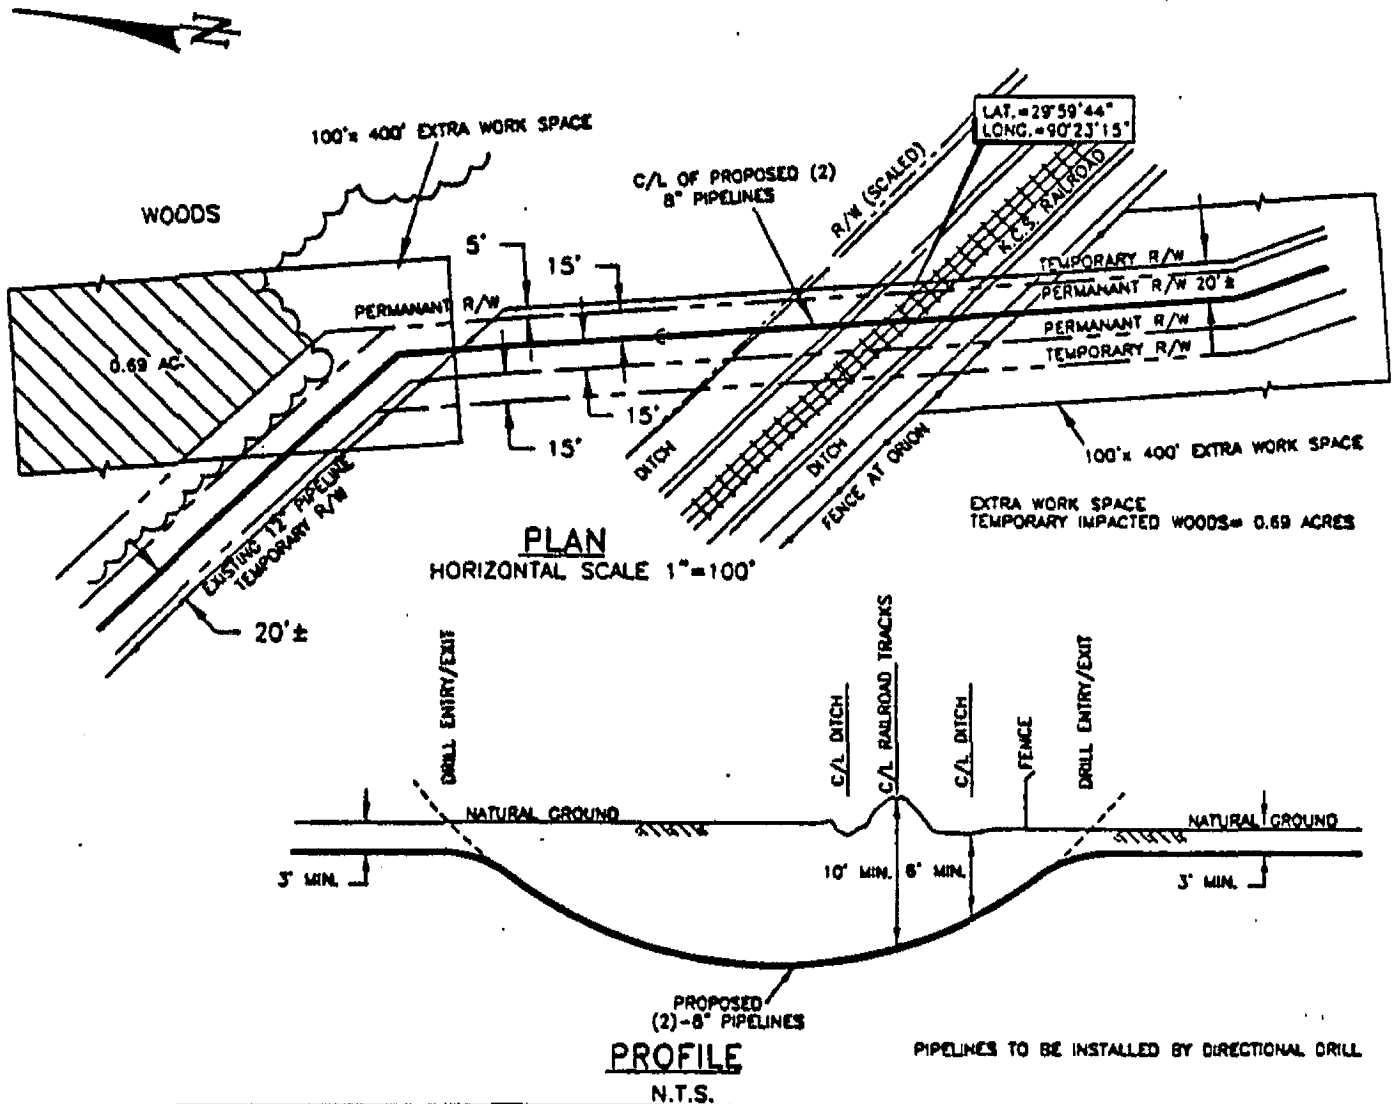 N
100'x 400' EXTRA WORK SPACE
WOODS
C/L OF PROPOSED (2)
8" PIPELINES
R/W (SCALED)
LAT.=29°59'44"
LONG.=90°23'15"
K.C.S. RAILROAD
5'
15'
PERMANANT R/W
0.69 AC.
TEMPORARY R/W
PERMANANT R/W 20'±
PERMANANT R/W
TEMPORARY R/W
15'
15'
DITCH
DITCH
FENCE AT ORION
100'x 400' EXTRA WORK SPACE
EXISTING 12" PIPELINE
TEMPORARY R/W
20'±
EXTRA WORK SPACE
TEMPORARY IMPACTED WOODS= 0.69 ACRES
PLAN
HORIZONTAL SCALE 1"=100'
DRILL ENTRY/EXIT
C/L DITCH
C/L RAILROAD TRACKS
C/L DITCH
FENCE
DRILL ENTRY/EXIT
NATURAL GROUND
NATURAL GROUND
3' MIN.
10' MIN.
6' MIN.
3' MIN.
PROPOSED
(2)-8" PIPELINES
PROFILE
N.T.S.
PIPELINES TO BE INSTALLED BY DIRECTIONAL DRILL